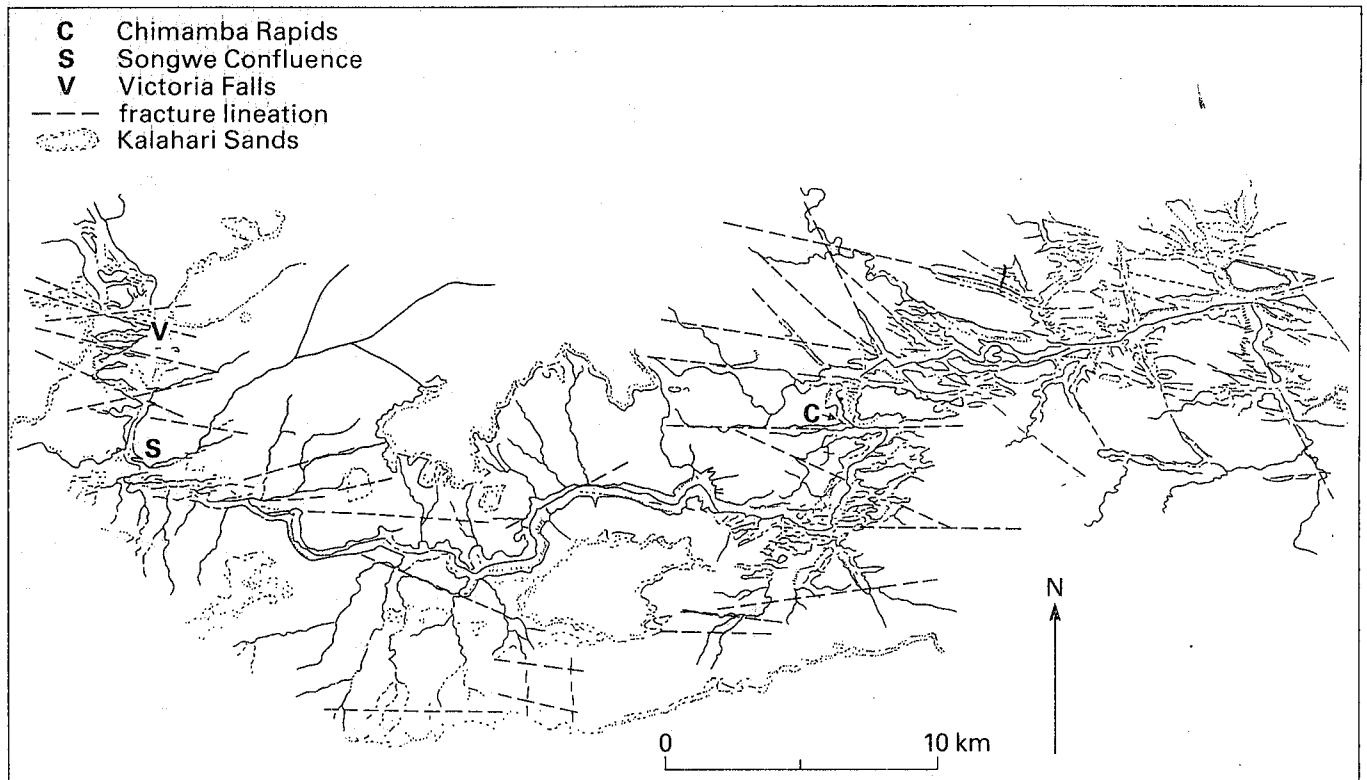 C Chimamba Rapids
S Songwe Confluence
V Victoria Falls
fracture lineation
Kalahari Sands
V
C
S
N
0 10 km